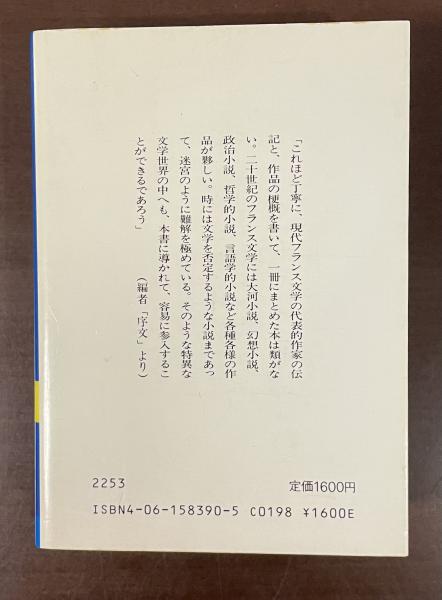 「これほど丁寧に、現代フランス文学の代表的作家の伝
記と、作品の梗概を書いて、一冊にまとめた本は類がな
い。二十世紀のフランス文学には大河小説、幻想小説、
政治小説、哲学的小説、言語学的小説など各種各様の作
品が夥しい。時には文学を否定するような小説まであっ
て、迷宮のように難解を極めている。そのような特異な
文学世界の中へも、本書に導かれて、容易に参入するこ
とができるであろう」
（編者「序文」より）
2253
定価1600円
ISBN4-06-158390-5 C0198 ¥1600E